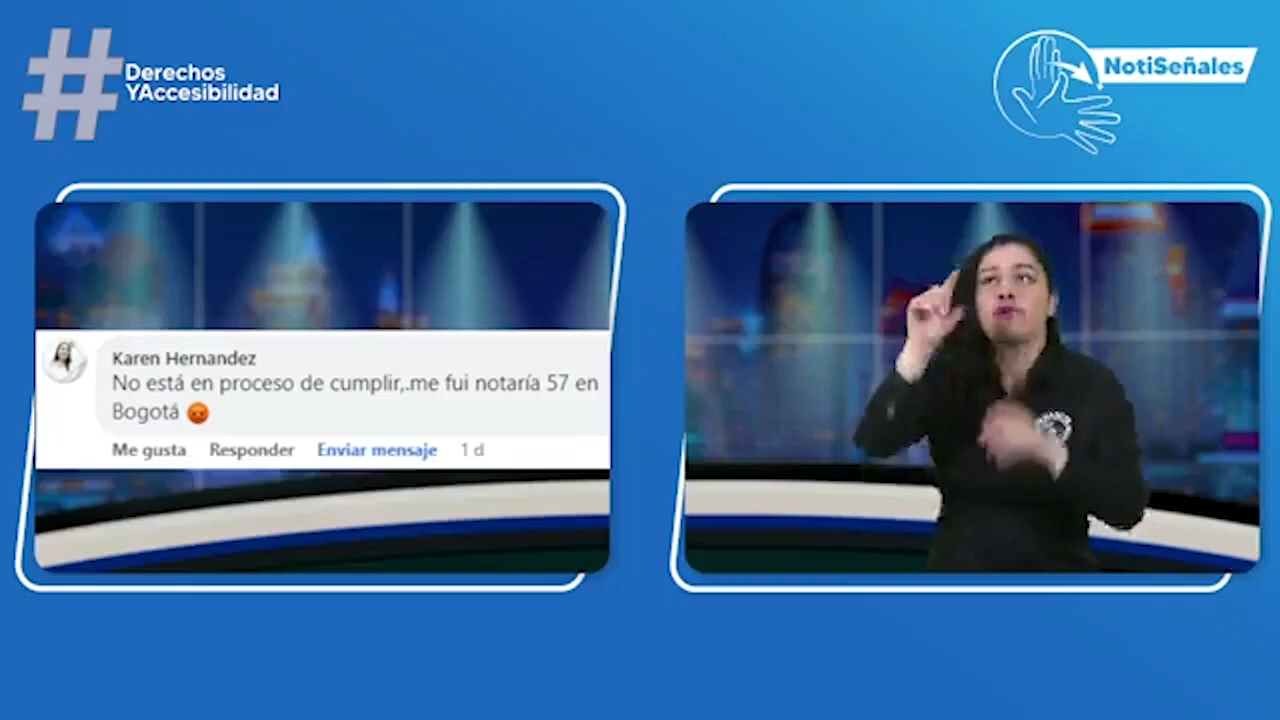 #
Derechos
YAccesibilidad
NotiSeñales
Karen Hernandez
No está en proceso de cumplir,.me fui notaría 57 en
Bogotá 😡
Me gusta Responder Enviar mensaje 1 d